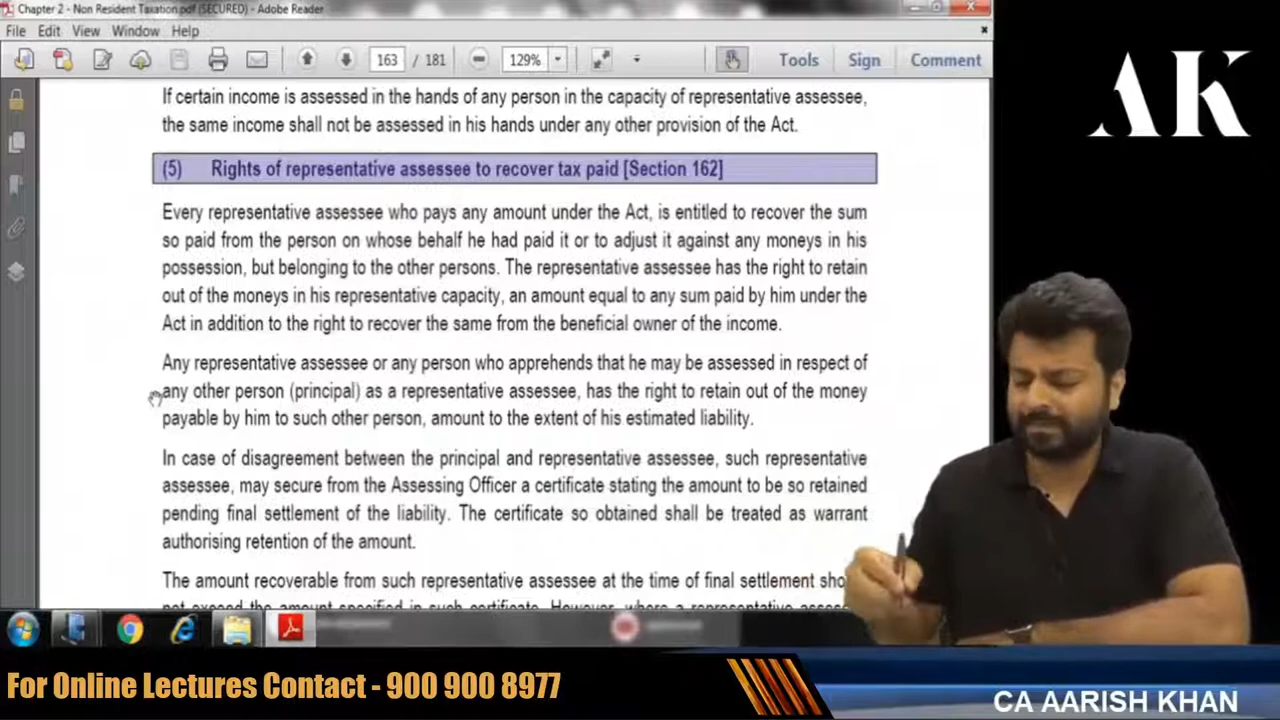 Chapter 2 - Non Resident Taxation.pdf (SECURED) - Adobe Reader
File Edit View Window Help
163 / 181 129% Tools Sign Comment
If certain income is assessed in the hands of any person in the capacity of representative assessee,
the same income shall not be assessed in his hands under any other provision of the Act.
(5) Rights of representative assessee to recover tax paid [Section 162]
Every representative assessee who pays any amount under the Act, is entitled to recover the sum
so paid from the person on whose behalf he had paid it or to adjust it against any moneys in his
possession, but belonging to the other persons. The representative assessee has the right to retain
out of the moneys in his representative capacity, an amount equal to any sum paid by him under the
Act in addition to the right to recover the same from the beneficial owner of the income.
Any representative assessee or any person who apprehends that he may be assessed in respect of
any other person (principal) as a representative assessee, has the right to retain out of the money
payable by him to such other person, amount to the extent of his estimated liability.
In case of disagreement between the principal and representative assessee, such representative
assessee, may secure from the Assessing Officer a certificate stating the amount to be so retained
pending final settlement of the liability. The certificate so obtained shall be treated as warrant
authorising retention of the amount.
The amount recoverable from such representative assessee at the time of final settlement
not exceed the amount specified in such certificate. However, where a representative
AK
For Online Lectures Contact - 900 900 8977
CA AARISH KHAN